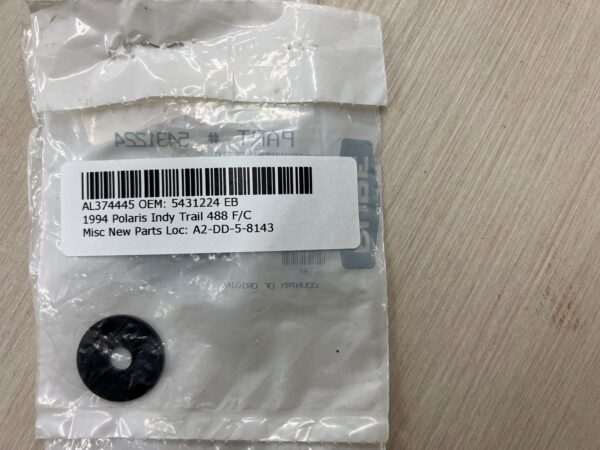 PART # 5431224
AL374445 OEM: 5431224 EB
1994 Polaris Indy Trail 488 F/C
Misc New Parts Loc: A2-DD-5-8143
COUNTRY OF ORIGIN